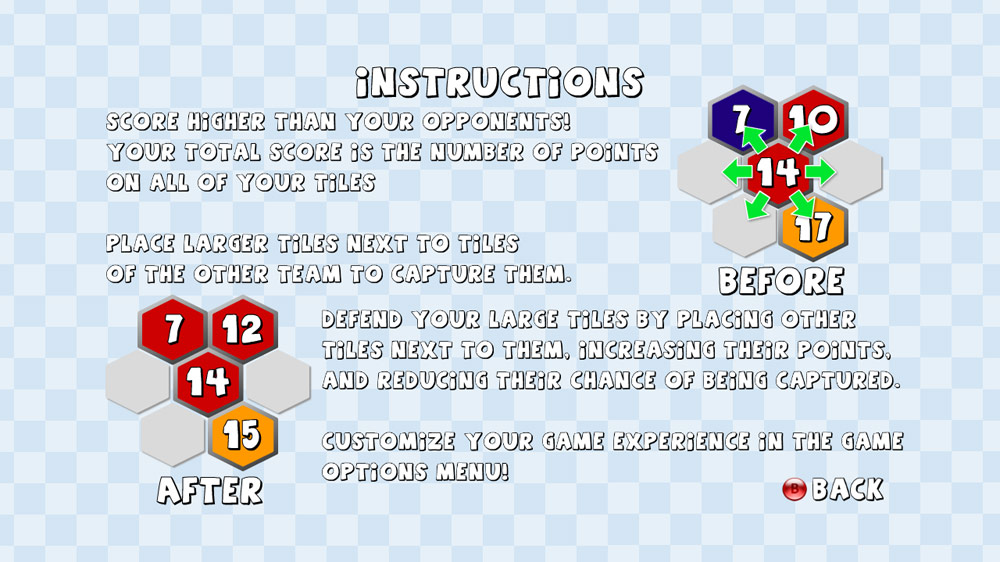 INSTRUCTIONS
SCORE HIGHER THAN YOUR OPPONENTS!
YOUR TOTAL SCORE IS THE NUMBER OF POINTS
ON ALL OF YOUR TILES
7 10
14
17
BEFORE
PLACE LARGER TILES NEXT TO TILES
OF THE OTHER TEAM TO CAPTURE THEM.
7 12
14
15
AFTER
DEFEND YOUR LARGE TILES BY PLACING OTHER
TILES NEXT TO THEM, INCREASING THEIR POINTS,
AND REDUCING THEIR CHANCE OF BEING CAPTURED.
CUSTOMIZE YOUR GAME EXPERIENCE IN THE GAME
OPTIONS MENU!
B BACK